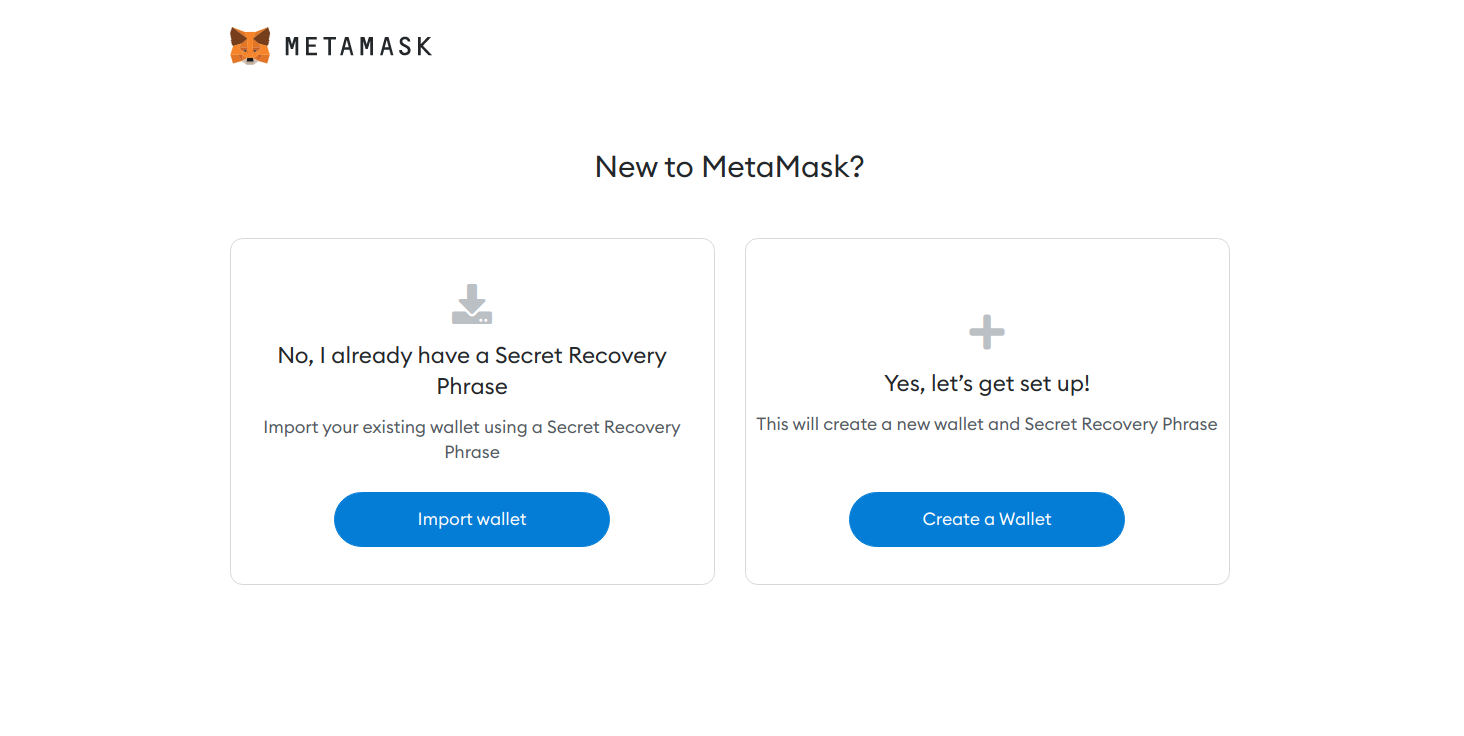 METAMASK
New to MetaMask?
No, I already have a Secret Recovery
Phrase
Import your existing wallet using a Secret Recovery
Phrase
Import wallet
Yes, let’s get set up!
This will create a new wallet and Secret Recovery Phrase
Create a Wallet